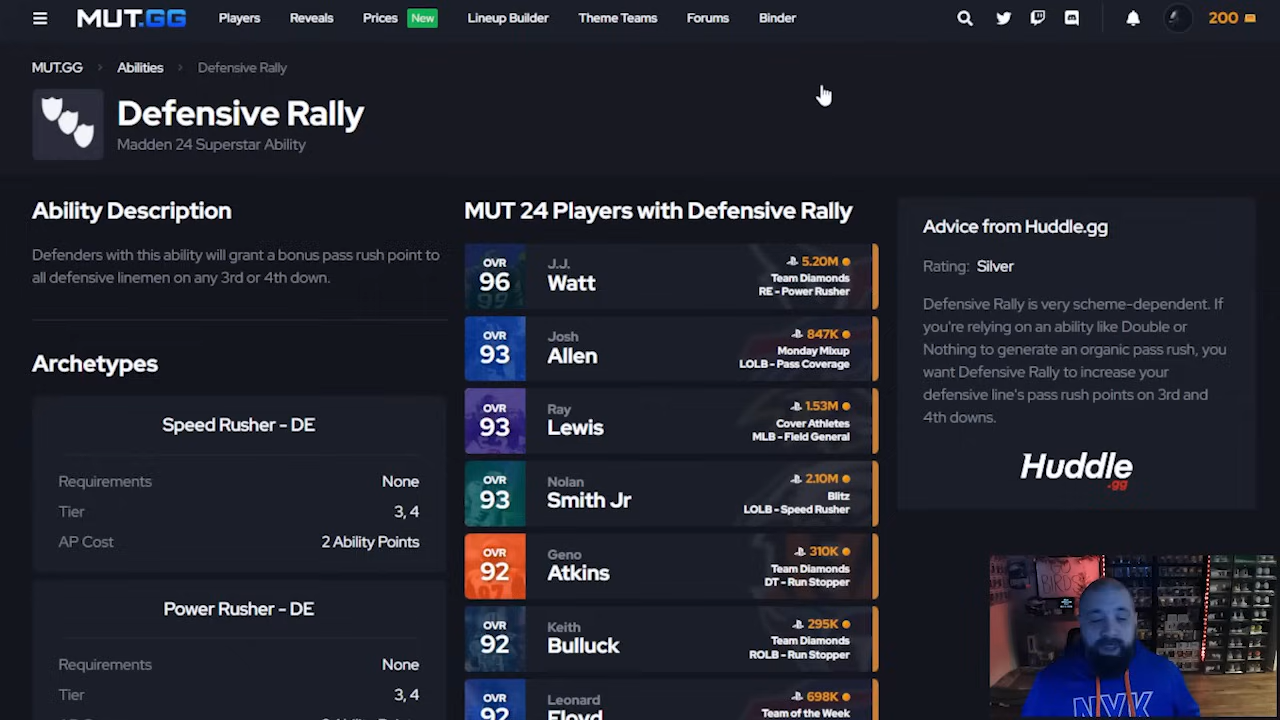 MUT.GG
Players
Reveals
Prices
New
Lineup Builder
Theme Teams
Forums
Binder
200
MUT.GG > Abilities > Defensive Rally
Defensive Rally
Madden 24 Superstar Ability
Ability Description
Defenders with this ability will grant a bonus pass rush point to
all defensive linemen on any 3rd or 4th down.
Archetypes
Speed Rusher - DE
Requirements None
Tier 3, 4
AP Cost 2 Ability Points
Power Rusher - DE
Requirements None
Tier 3, 4
MUT 24 Players with Defensive Rally
OVR
96
J.J.
Watt
5.20M
Team Diamonds
RE - Power Rusher
OVR
93
Josh
Allen
847K
Monday Mixup
LOLB - Pass Coverage
OVR
93
Ray
Lewis
1.53M
Cover Athletes
MLB - Field General
OVR
93
Nolan
Smith Jr
2.10M
Blitz
LOLB - Speed Rusher
OVR
92
Geno
Atkins
310K
Team Diamonds
DT - Run Stopper
OVR
92
Keith
Bulluck
295K
Team Diamonds
ROLB - Run Stopper
OVR
92
Leonard
Floyd
698K
Team of the Week
Advice from Huddle.gg
Rating: Silver
Defensive Rally is very scheme-dependent. If
you're relying on an ability like Double or
Nothing to generate an organic pass rush, you
want Defensive Rally to increase your
defensive line's pass rush points on 3rd and
4th downs.
Huddle
.gg
BIRDS
NYK